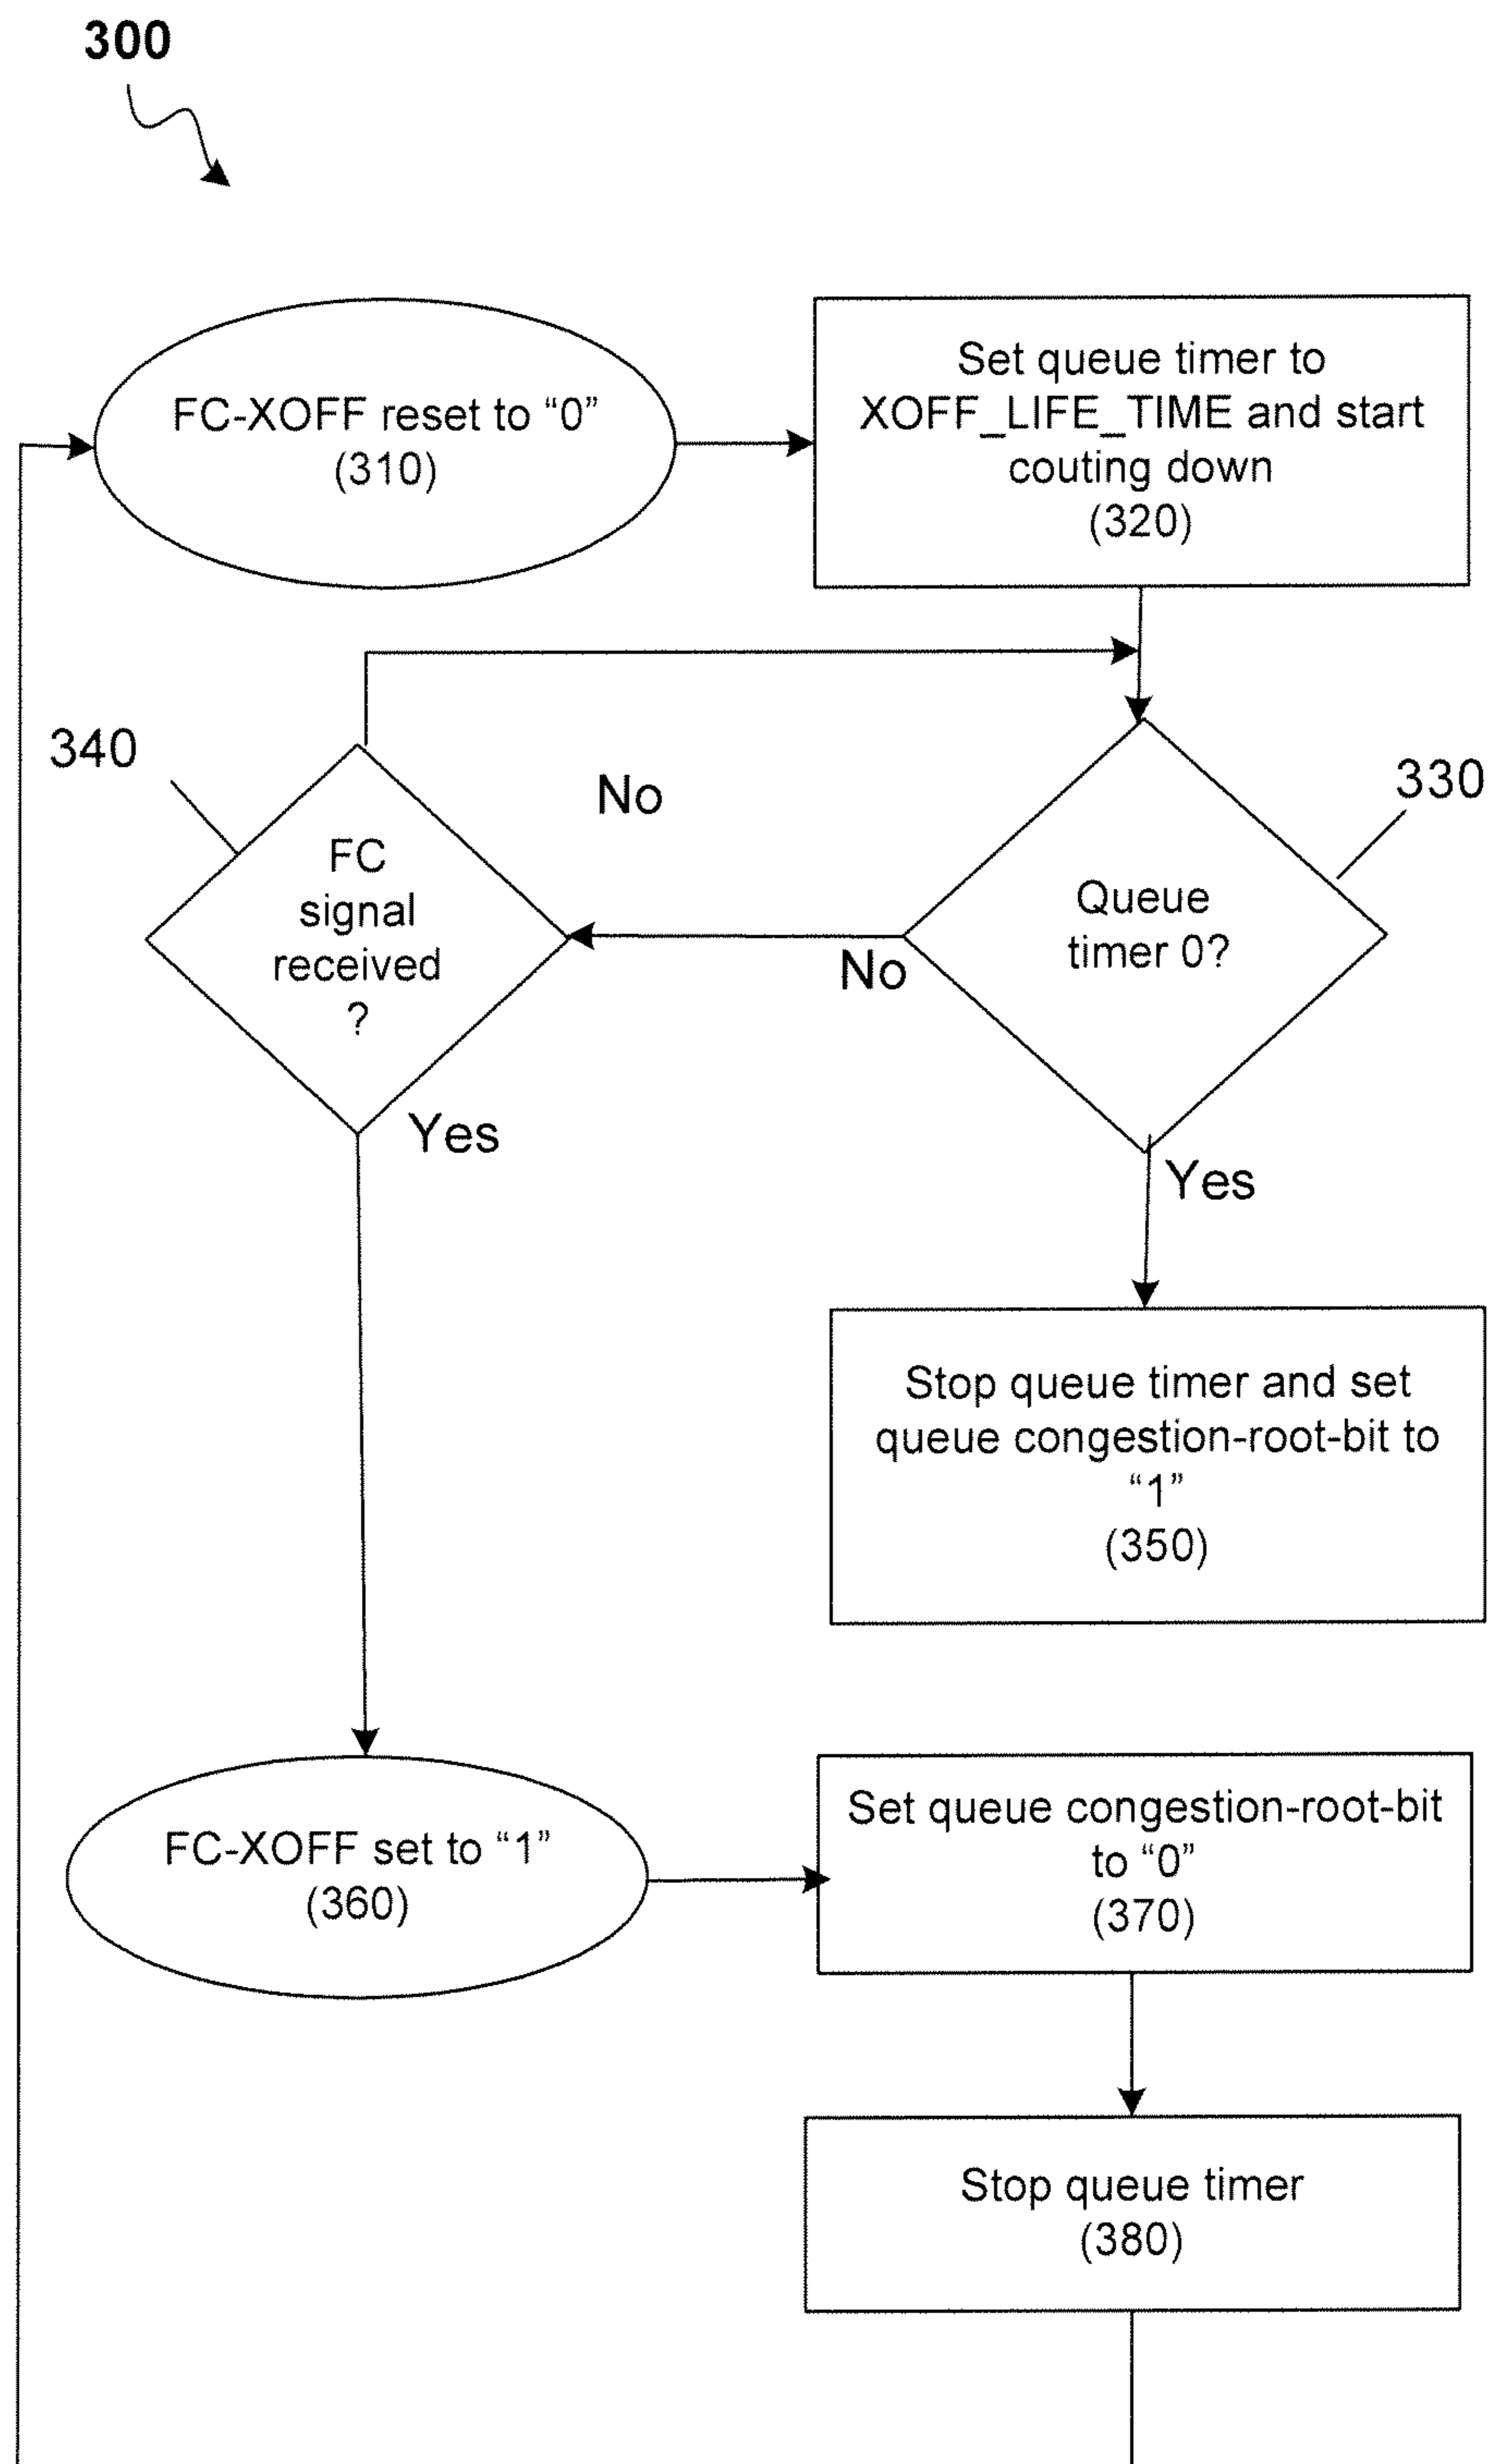 300
FC-XOFF reset to “0”
(310)
Set queue timer to
XOFF_LIFE_TIME and start
couting down
(320)
340
FC
signal
received
?
No
330
Queue
timer 0?
No
Yes
Yes
Stop queue timer and set
queue congestion-root-bit to
“1”
(350)
FC-XOFF set to “1”
(360)
Set queue congestion-root-bit
to “0”
(370)
Stop queue timer
(380)